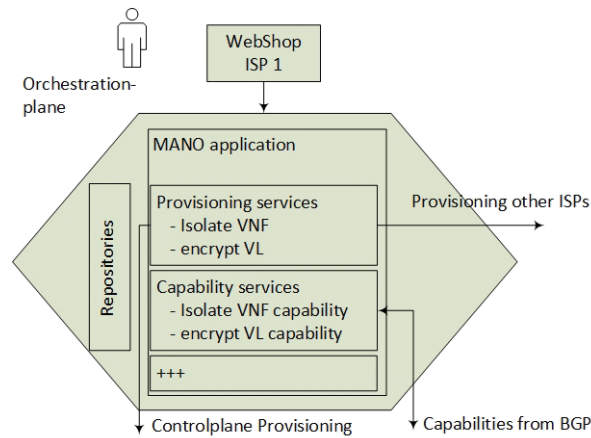 WebShop
ISP 1
Orchestration-
plane
MANO application
Repositories
Provisioning services
- Isolate VNF
- encrypt VL
Provisioning other ISPs
Capability services
- Isolate VNF capability
- encrypt VL capability
+++
Controlplane Provisioning
Capabilities from BGP